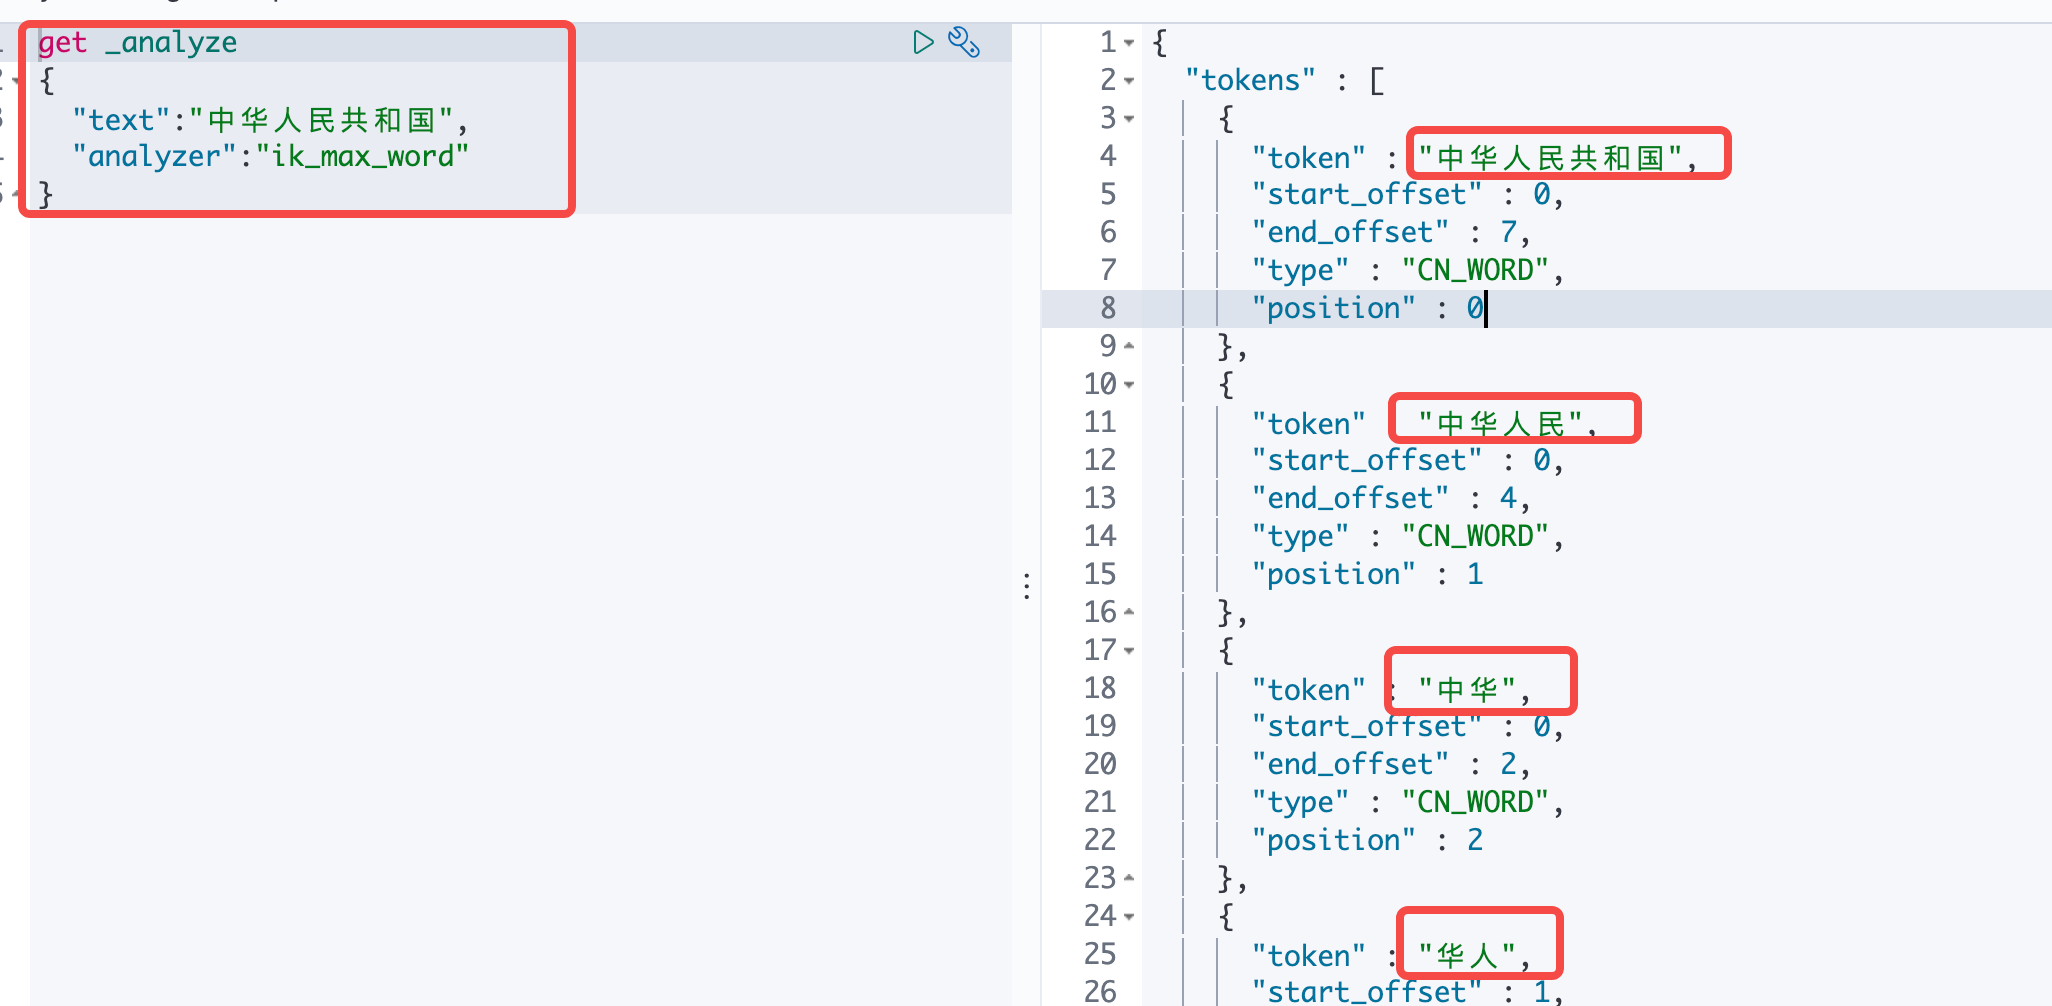 get _analyze
{
"text":"中华人民共和国",
"analyzer":"ik_max_word"
}
1 {
2 "tokens" : [
3 {
4 "token" : "中华人民共和国",
5 "start_offset" : 0,
6 "end_offset" : 7,
7 "type" : "CN_WORD",
8 "position" : 0
9 },
10 {
11 "token" "中华人民",
12 "start_offset" : 0,
13 "end_offset" : 4,
14 "type" : "CN_WORD",
15 "position" : 1
16 },
17 {
18 "token" : "中华",
19 "start_offset" : 0,
20 "end_offset" : 2,
21 "type" : "CN_WORD",
22 "position" : 2
23 },
24 {
25 "token" : "华人",
26 "start_offset" : 1,